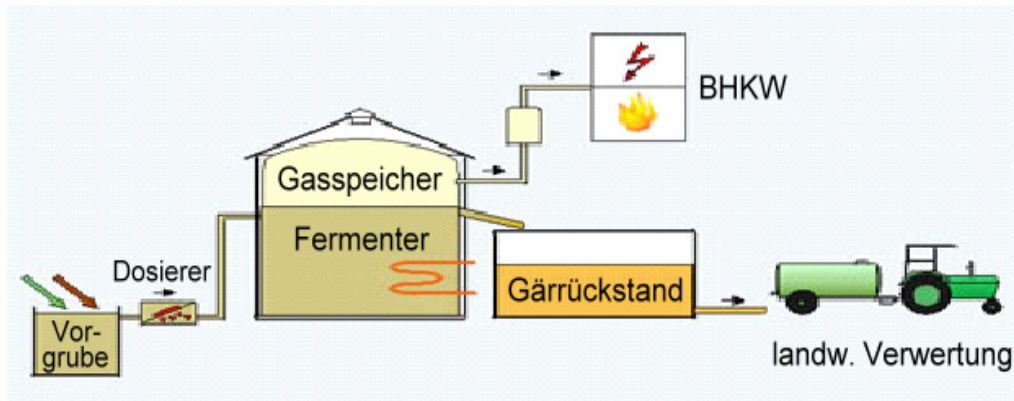 BHKW
Gasspeicher
Fermenter
Dosierer
Gärrückstand
Vor-
grube
landw. Verwertung